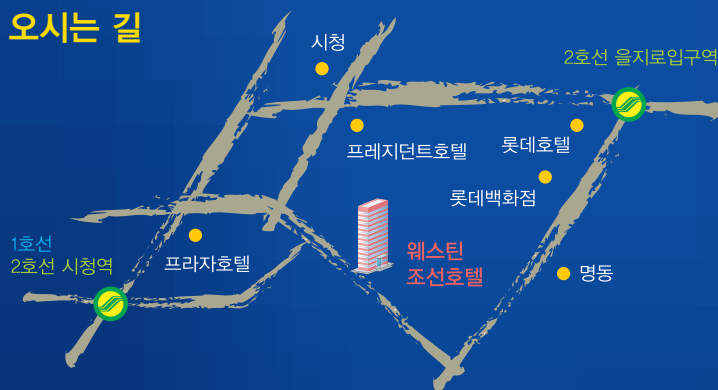 오시는 길
시청
2호선 을지로입구역
프레지던트호텔
롯데호텔
롯데백화점
1호선
2호선 시청역
프라자호텔
웨스틴
조선호텔
명동